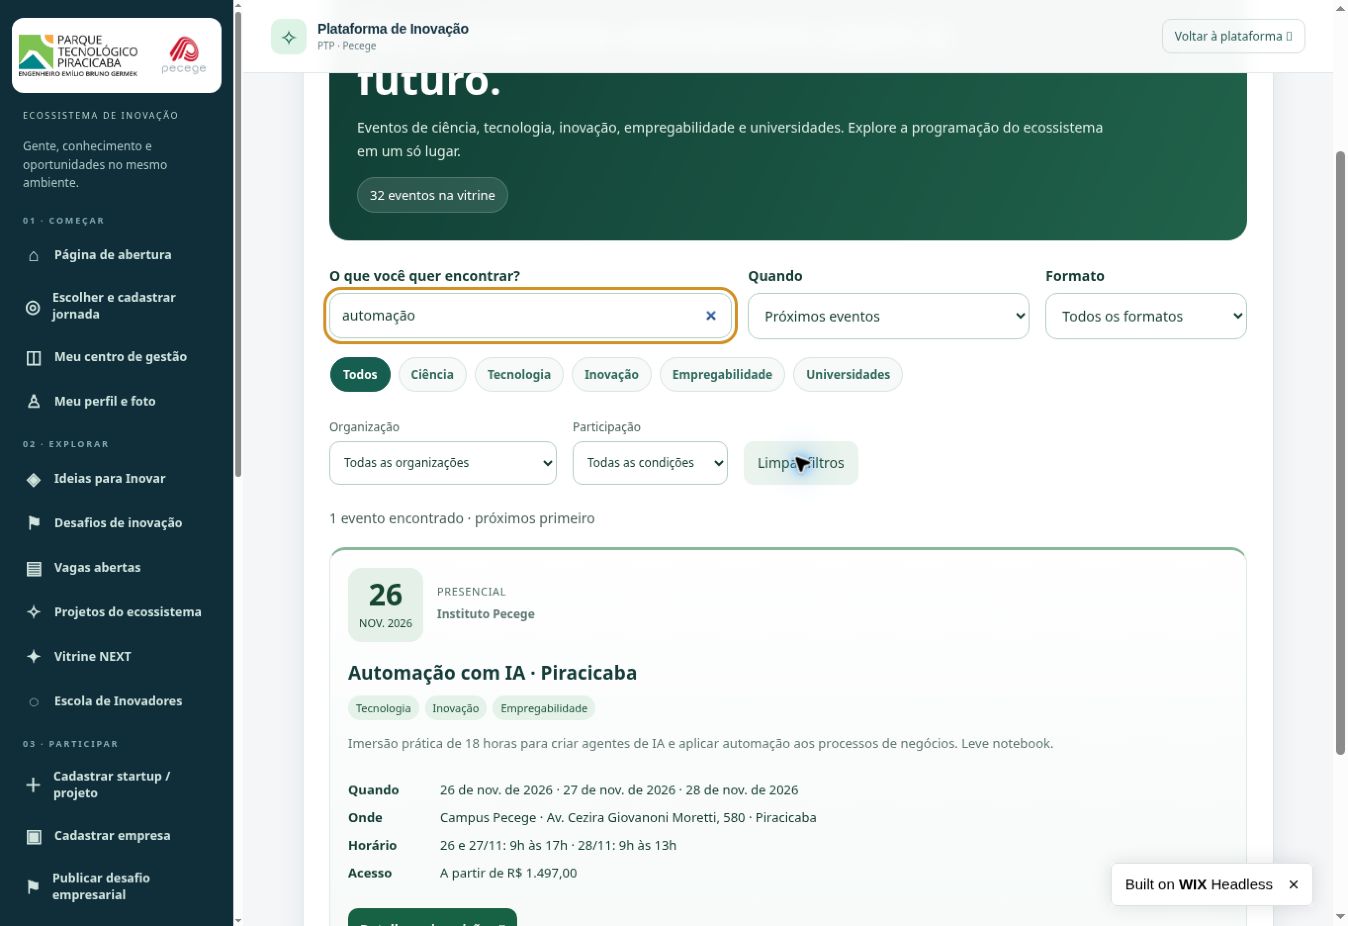 PARQUE
TECNOLÓGICO
PIRACICABA
ENGENHEIRO EMÍLIO BRUNO GERMEK
pecege
ECOSSISTEMA DE INOVAÇÃO
Gente, conhecimento e
oportunidades no mesmo
ambiente.
01 · COMEÇAR
Página de abertura
Escolher e cadastrar
jornada
Meu centro de gestão
Meu perfil e foto
02 · EXPLORAR
Ideias para Inovar
Desafios de inovação
Vagas abertas
Projetos do ecossistema
Vitrine NEXT
Escola de Inovadores
03 · PARTICIPAR
Cadastrar startup /
projeto
Cadastrar empresa
Publicar desafio
empresarial
Plataforma de Inovação
PTP · Pecege
Voltar à plataforma
futuro.
Eventos de ciência, tecnologia, inovação, empregabilidade e universidades. Explore a programação do ecossistema
em um só lugar.
32 eventos na vitrine
O que você quer encontrar?
Quando
Formato
automação
Próximos eventos
Todos os formatos
Todos
Ciência
Tecnologia
Inovação
Empregabilidade
Universidades
Organização
Participação
Todas as organizações
Todas as condições
Limpar filtros
1 evento encontrado · próximos primeiro
26
NOV. 2026
PRESENCIAL
Instituto Pecege
Automação com IA · Piracicaba
Tecnologia
Inovação
Empregabilidade
Imersão prática de 18 horas para criar agentes de IA e aplicar automação aos processos de negócios. Leve notebook.
Quando 26 de nov. de 2026 · 27 de nov. de 2026 · 28 de nov. de 2026
Onde Campus Pecege · Av. Cezira Giovanoni Moretti, 580 · Piracicaba
Horário 26 e 27/11: 9h às 17h · 28/11: 9h às 13h
Acesso A partir de R$ 1.497,00
Built on WIX Headless ×